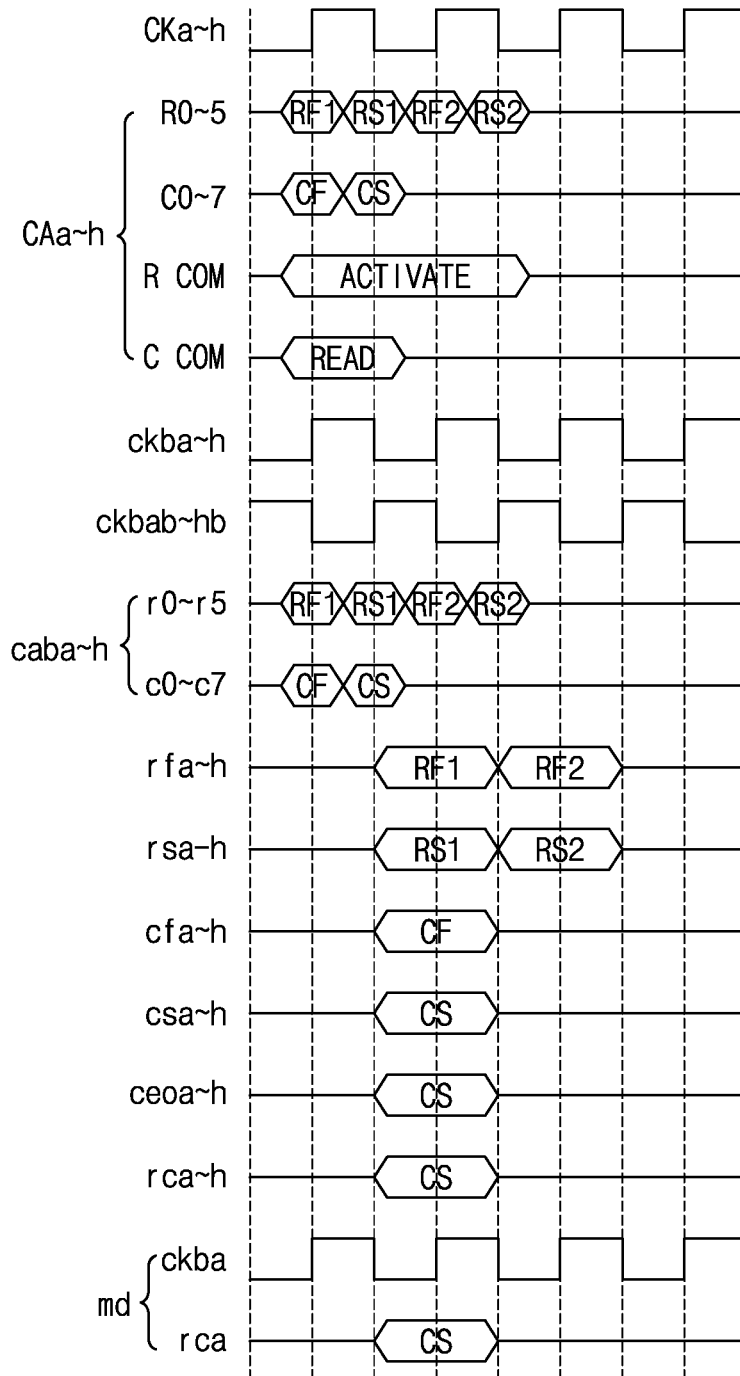 CKa~h
R0~5 RF1 RS1 RF2 RS2
C0~7 CF CS
CAa~h
R COM ACTIVATE
C COM READ
ckba~h
ckbab~hb
r0~r5 RF1 RS1 RF2 RS2
caba~h
c0~c7 CF CS
rfa~h RF1 RF2
rsa-h RS1 RS2
cfa~h CF
csa~h CS
ceoa~h CS
rca~h CS
ckba
md
rca CS